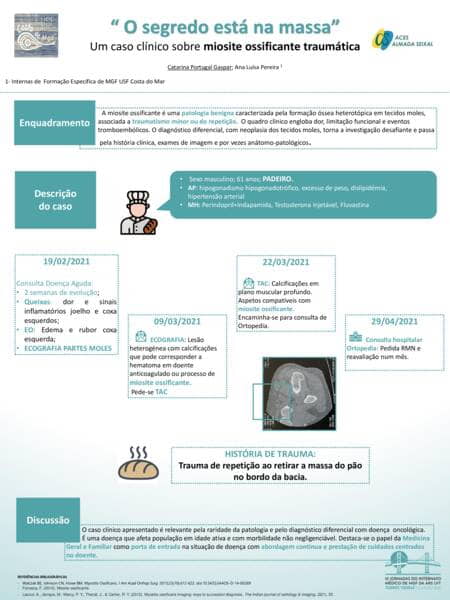 “ O segredo está na massa”
Um caso clínico sobre miosite ossificante traumática
ACES
ALMADA SEIXAL
Catarina Portugal Gaspar; Ana Luísa Pereira ¹
1- Internas de Formação Específica de MGF USF Costa do Mar
Enquadramento
A miosite ossificante é uma patologia benigna caracterizada pela formação óssea heterotópica em tecidos moles,
associada a traumatismo minor ou de repetição. O quadro clínico engloba dor, limitação funcional e eventos
tromboembólicos. O diagnóstico diferencial, com neoplasia dos tecidos moles, torna a investigação desafiante e passa
pela história clínica, exames de imagem e por vezes anátomo-patológicos.
Descrição
do caso
• Sexo masculino; 61 anos; PADEIRO.
• AP: hipogonadismo hipogonadotrófico, excesso de peso, dislipidémia,
hipertensão arterial
• MH: Perindopril+Indapamida, Testosterona injetável, Fluvastina
19/02/2021
Consulta Doença Aguda:
• 2 semanas de evolução;
• Queixas: dor e sinais
inflamatórios joelho e coxa
esquerdos;
• EO: Edema e rubor coxa
esquerda;
• ECOGRAFIA PARTES MOLES
09/03/2021
ECOGRAFIA: Lesão
heterogénea com calcificações
que pode corresponder a
hematoma em doente
anticoagulado ou processo de
miosite ossificante.
Pede-se TAC
22/03/2021
TAC: Calcificações em
plano muscular profundo.
Aspetos compatíveis com
miosite ossificante.
Encaminha-se para consulta de
Ortopedia.
29/04/2021
Consulta hospitalar
Ortopedia: Pedida RMN e
reavaliação num mês.
HISTÓRIA DE TRAUMA:
Trauma de repetição ao retirar a massa do pão
no bordo da bacia.
Discussão
O caso clínico apresentado é relevante pela raridade da patologia e pelo diagnóstico diferencial com doença oncológica.
É uma doença que afeta população em idade ativa e com morbilidade não negligenciável. Destaca-se o papel da Medicina
Geral e Familiar como porta de entrada na situação de doença com abordagem contínua e prestação de cuidados centrados
no doente.
REFERÊNCIAS BIBLIOGRÁFICAS